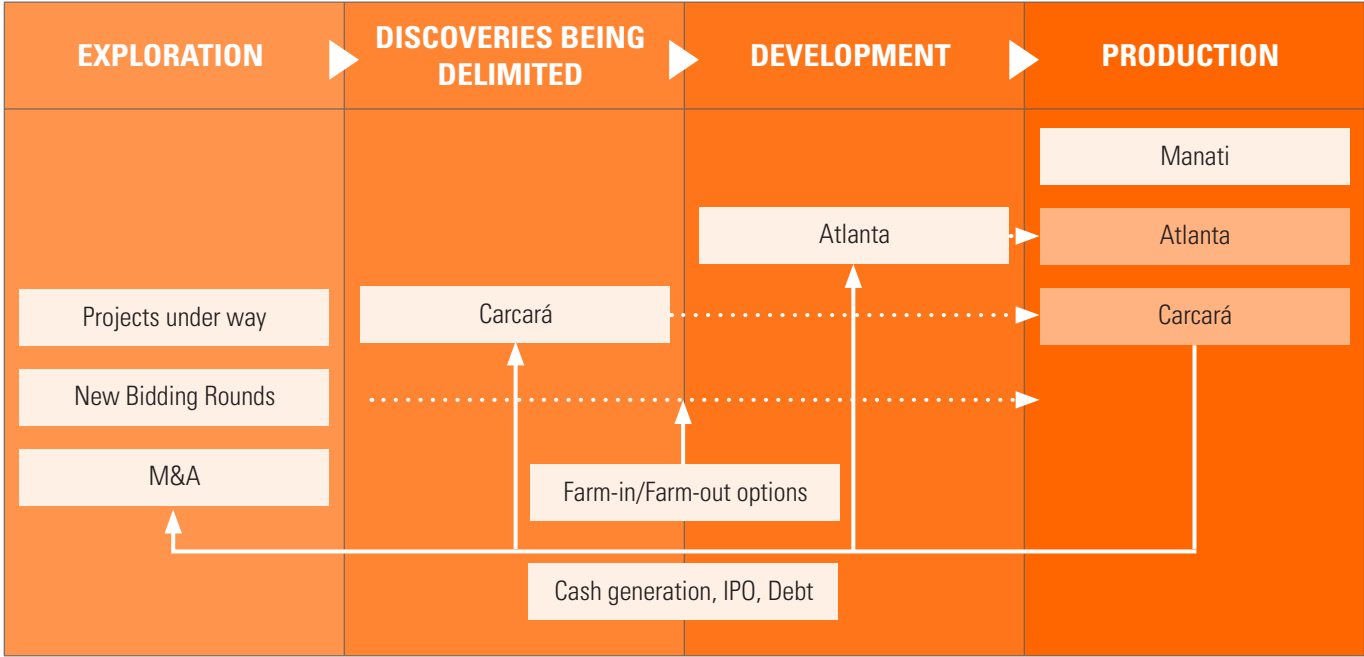 EXPLORATION
DISCOVERIES BEING
DELIMITED
DEVELOPMENT
PRODUCTION
Manati
Atlanta
Atlanta
Projects under way
Carcará
Carcará
New Bidding Rounds
M&A
Farm-in/Farm-out options
Cash generation, IPO, Debt